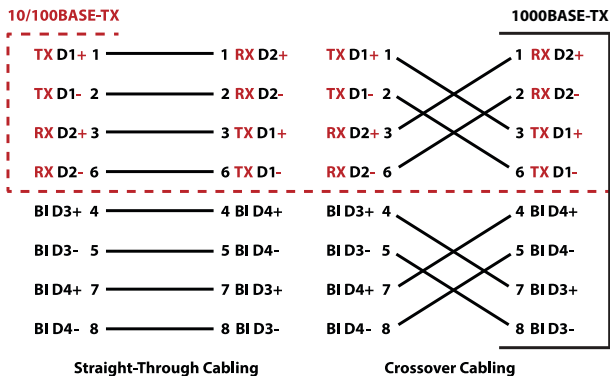 10/100BASE-TX 1000BASE-TX
TX D1+ 1 1 RX D2+ TX D1+ 1 1 RX D2+
TX D1- 2 2 RX D2- TX D1- 2 2 RX D2-
RX D2+ 3 3 TX D1+ RX D2+ 3 3 TX D1+
RX D2- 6 6 TX D1- RX D2- 6 6 TX D1-
BI D3+ 4 4 BI D4+ BI D3+ 4 4 BI D4+
BI D3- 5 5 BI D4- BI D3- 5 5 BI D4-
BI D4+ 7 7 BI D3+ BI D4+ 7 7 BI D3+
BI D4- 8 8 BI D3- BI D4- 8 8 BI D3-
Straight-Through Cabling Crossover Cabling